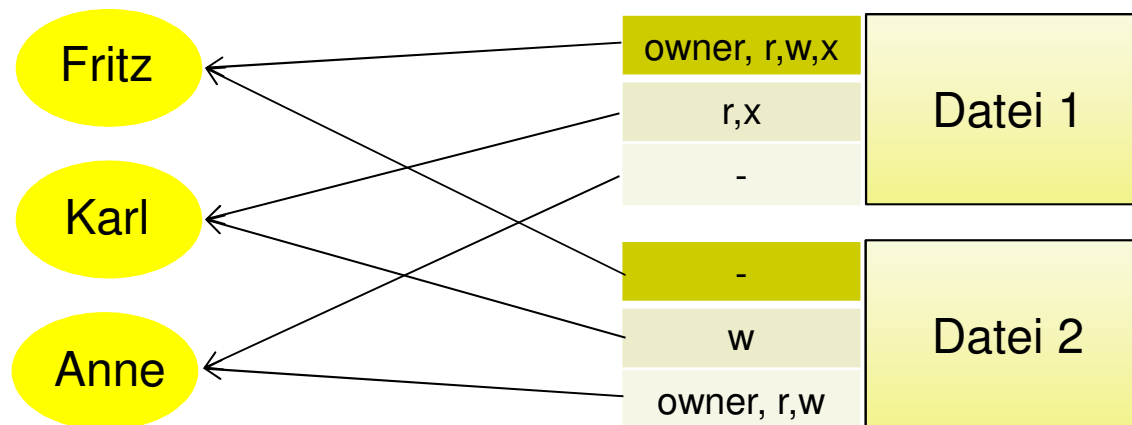 Fritz
Karl
Anne
owner, r,w,x
r,x
-
Datei 1
-
w
owner, r,w
Datei 2